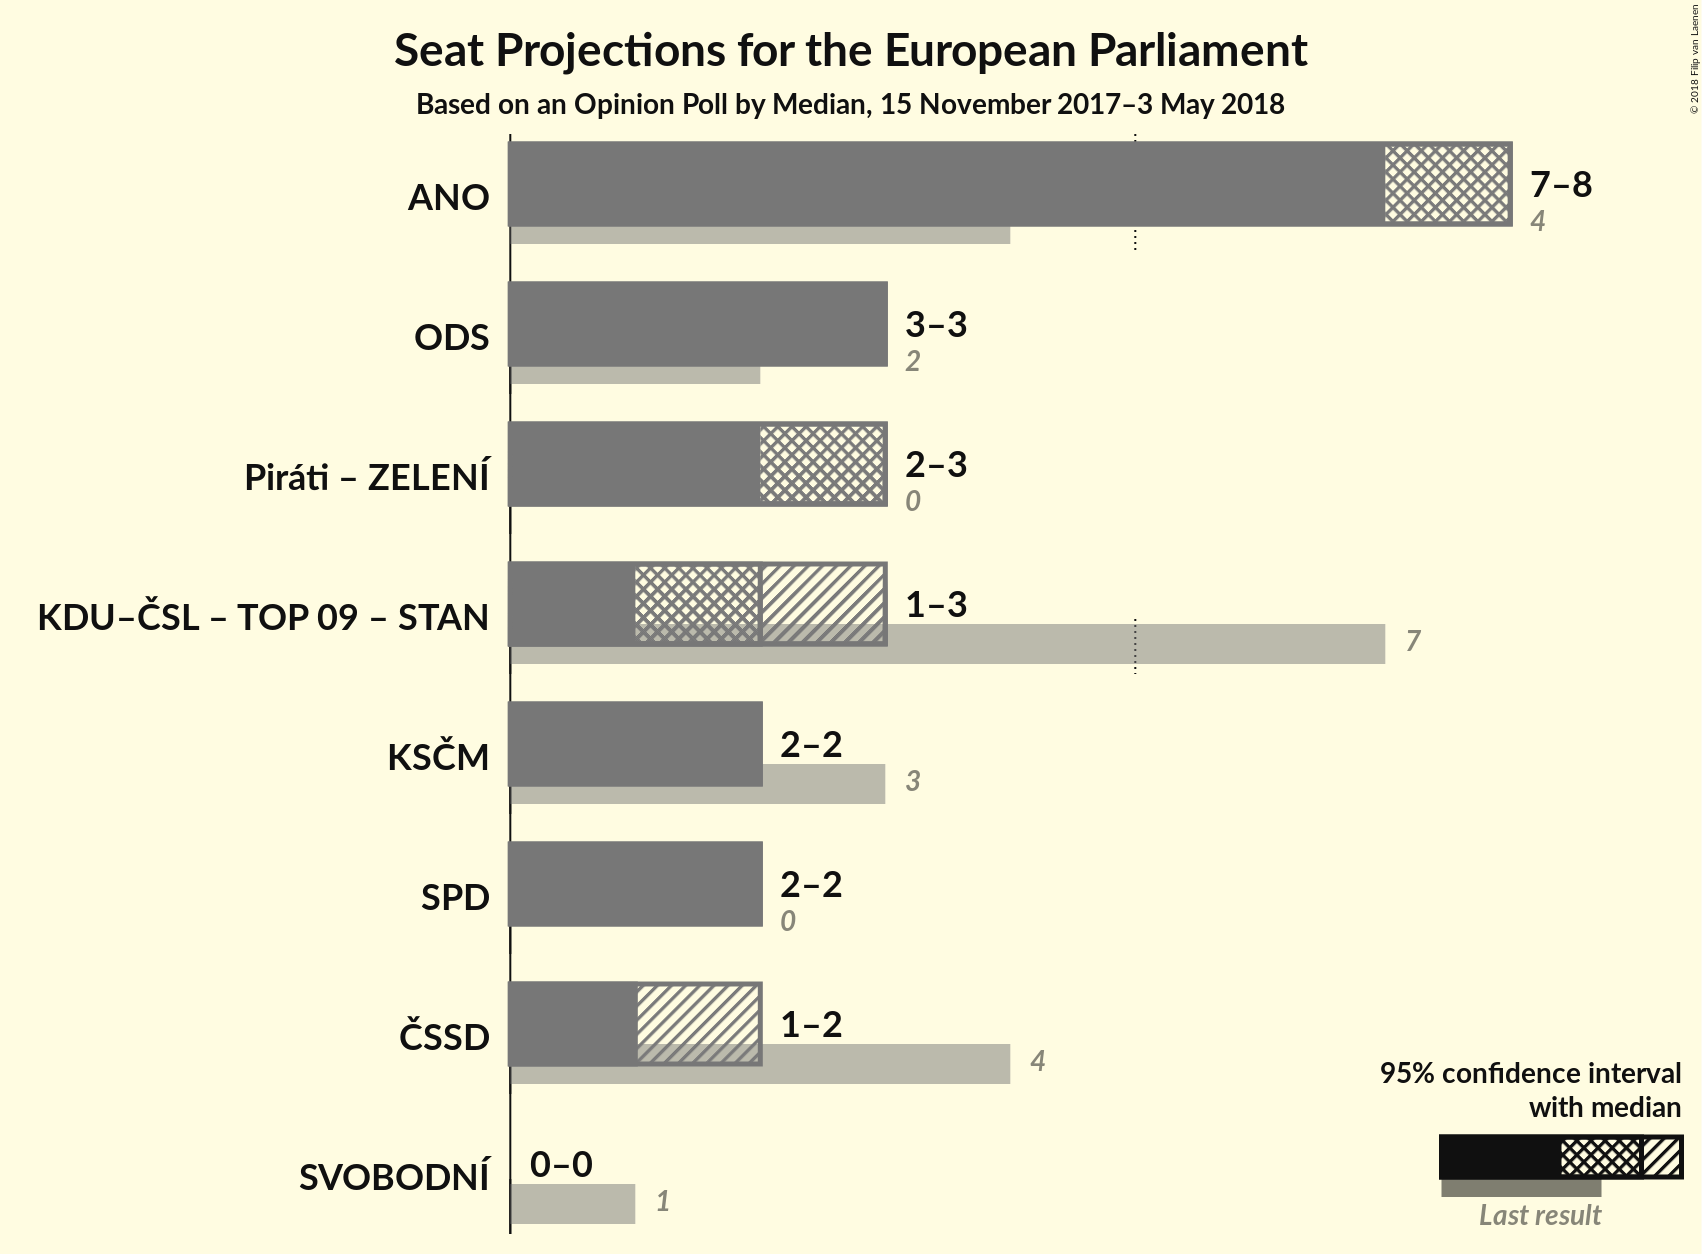 Seat Projections for the European Parliament
Based on an Opinion Poll by Median, 15 November 2017–3 May 2018
© 2018 Filip van Laenen
ANO
7–8
4
ODS
3–3
2
Piráti – ZELENÍ
2–3
0
KDU–ČSL – TOP 09 – STAN
1–3
7
KSČM
2–2
3
SPD
2–2
0
ČSSD
1–2
4
SVOBODNÍ
0–0
1
95% confidence interval
with median
Last result